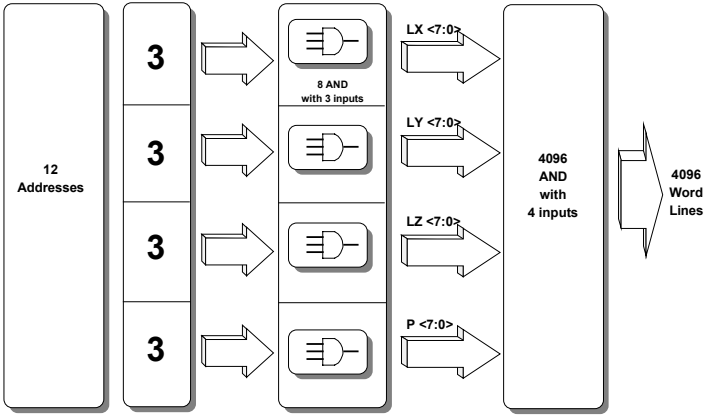 12
Addresses
3
3
3
3
8 AND
with 3 inputs
LX <7:0>
LY <7:0>
LZ <7:0>
P <7:0>
4096
AND
with
4 inputs
4096
Word
Lines